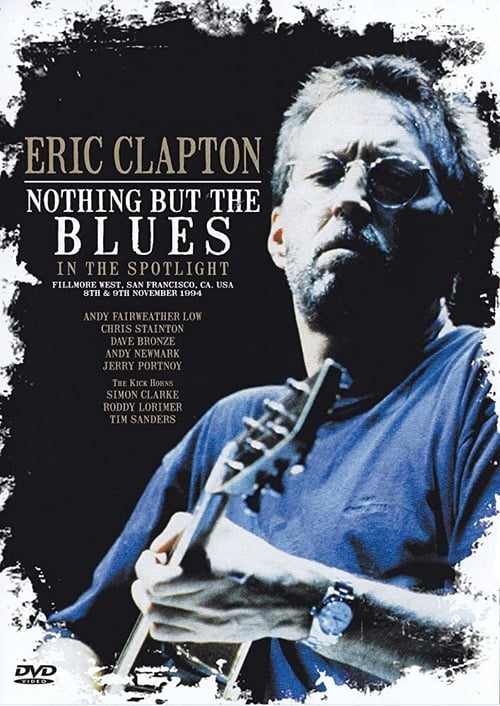 ERIC CLAPTON
NOTHING BUT THE
BLUES
IN THE SPOTLIGHT
FILLMORE WEST, SAN FRANCISCO, CA. USA
8TH & 9TH NOVEMBER 1994
ANDY FAIRWEATHER LOW
CHRIS STAINTON
DAVE BRONZE
ANDY NEWMARK
JERRY PORTNOY
THE KICK HORNS
SIMON CLARKE
RODDY LORIMER
TIM SANDERS
DVD
VIDEO